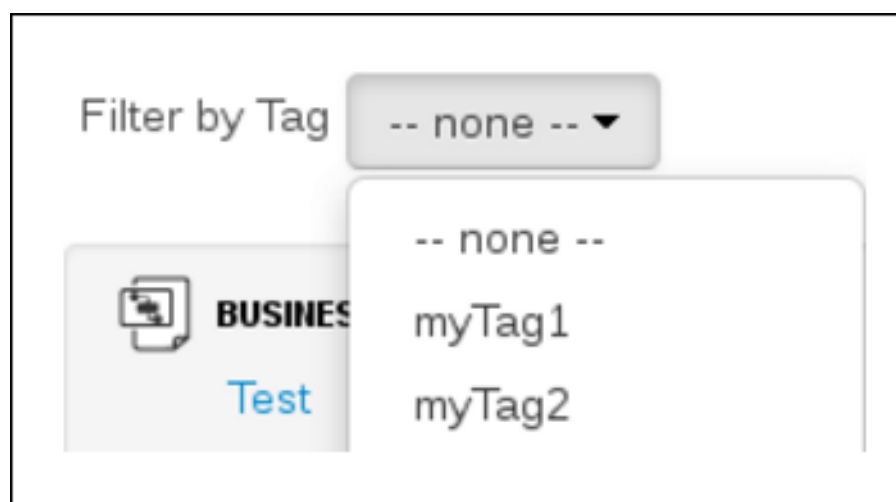 Filter by Tag -- none --
-- none --
BUSINES
myTag1
Test
myTag2